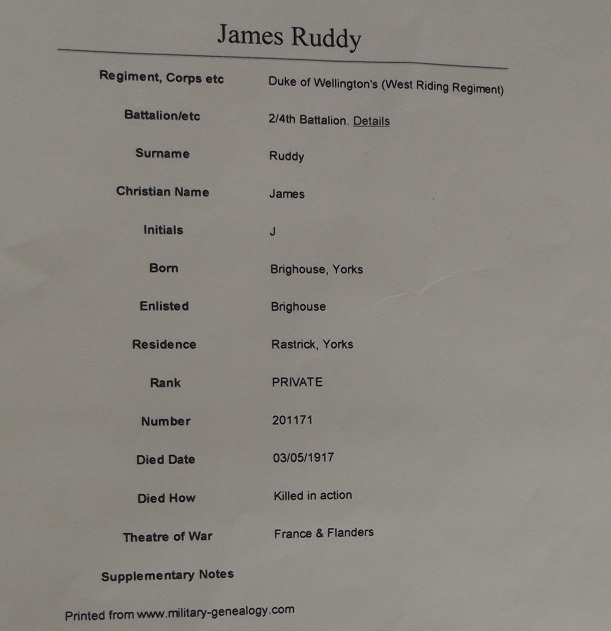 James Ruddy
Regiment, Corps etc Duke of Wellington's (West Riding Regiment)
Battalion/etc 2/4th Battalion. Details
Surname Ruddy
Christian Name James
Initials J
Born Brighouse, Yorks
Enlisted Brighouse
Residence Rastrick, Yorks
Rank PRIVATE
Number 201171
Died Date 03/05/1917
Died How Killed in action
Theatre of War France & Flanders
Supplementary Notes
Printed from www.military-genealogy.com